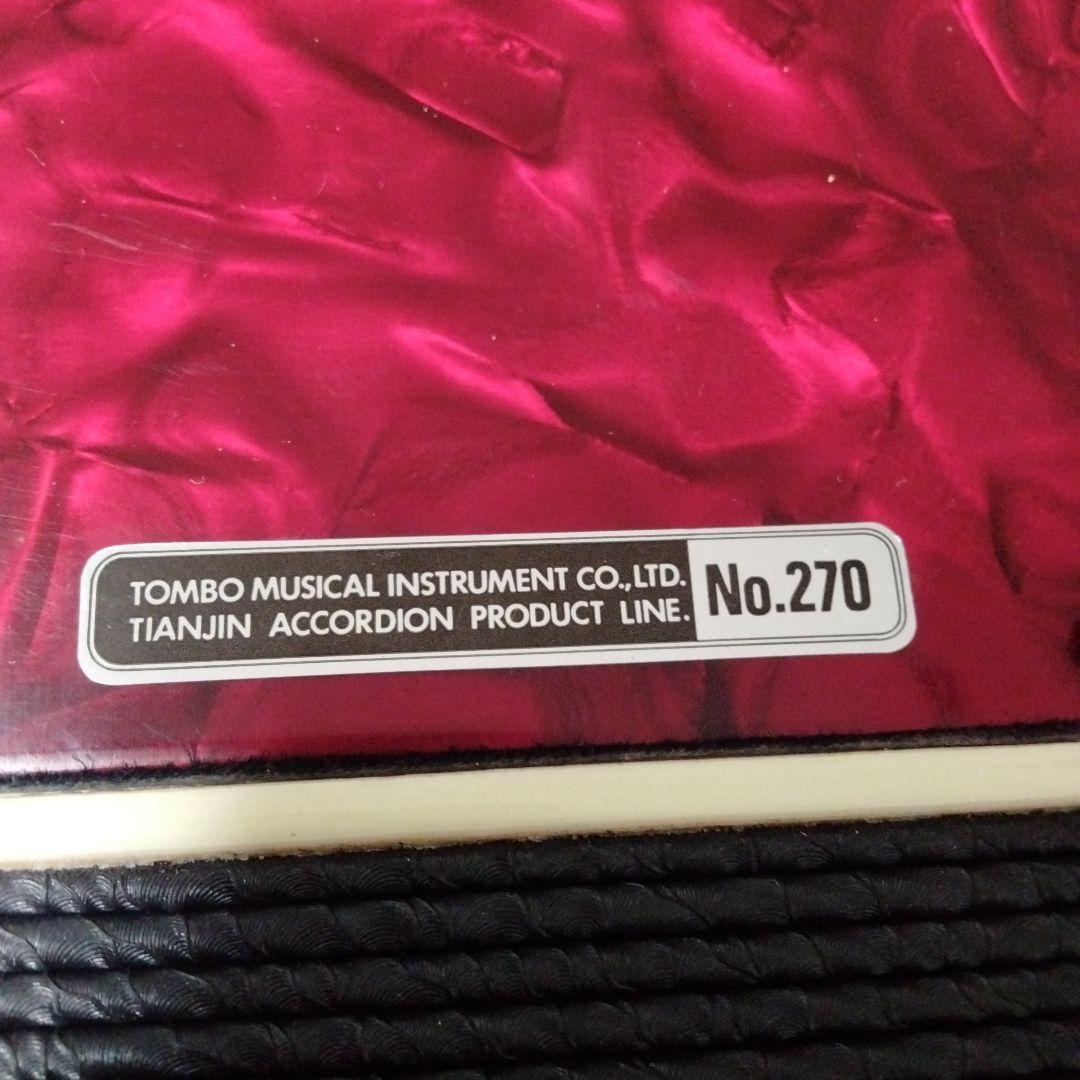 TOMBO MUSICAL INSTRUMENT CO.,LTD.
TIANJIN ACCORDION PRODUCT LINE.
No.270